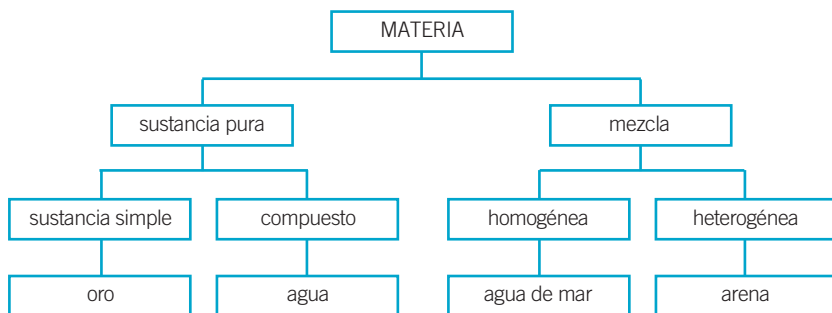 MATERIA
sustancia pura
mezcla
sustancia simple
compuesto
homogénea
heterogénea
oro
agua
agua de mar
arena